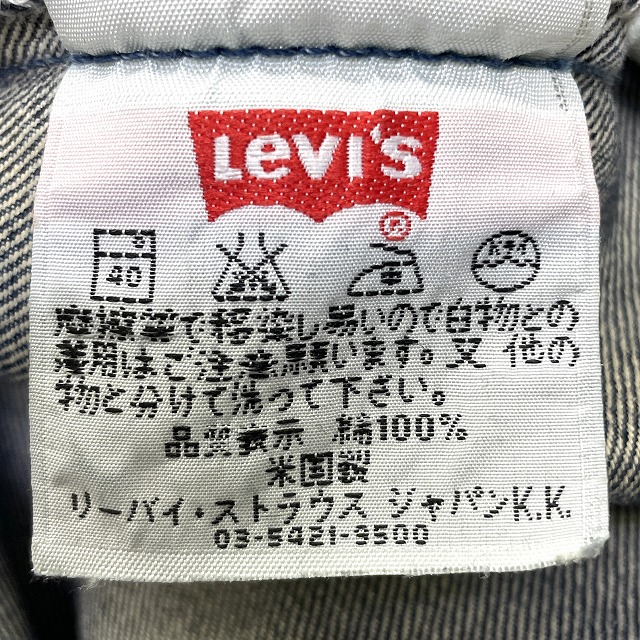 Levi's
®
40
摩擦等で移染し易いので白物との
着用はご注意願います。又 他の
物と分けて洗って下さい。
品質表示 綿100%
米国製
リーバイ・ストラウス ジャパンK.K.
03-5421-3500